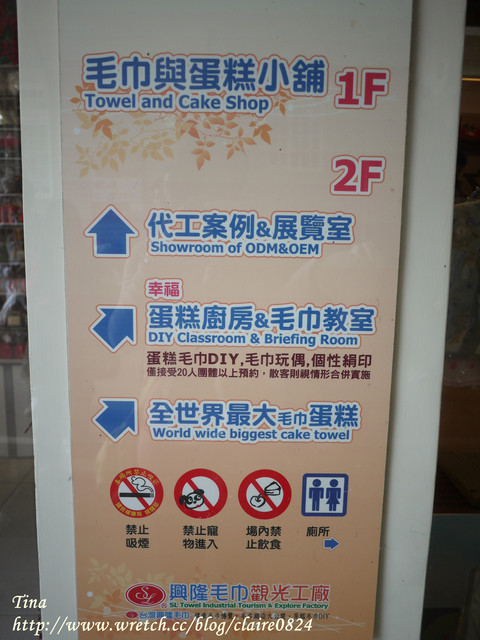 毛巾與蛋糕小舖 1F
Towel and Cake Shop
2F
代工案例&展覽室
Showroom of ODM&OEM
幸福
蛋糕廚房&毛巾教室
DIY Classroom & Briefing Room
蛋糕毛巾DIY,毛巾玩偶,個性絹印
僅接受20人團體以上預約，散客則視情形合併實施
全世界最大毛巾蛋糕
World wide biggest cake towel
禁止吸煙
禁止寵物進入
場內禁止飲食
廁所
興隆毛巾觀光工廠
SL Towel Industrial Tourism & Explore Factory
台灣興隆毛巾
Tina
http://www.wretch.cc/blog/claire0824